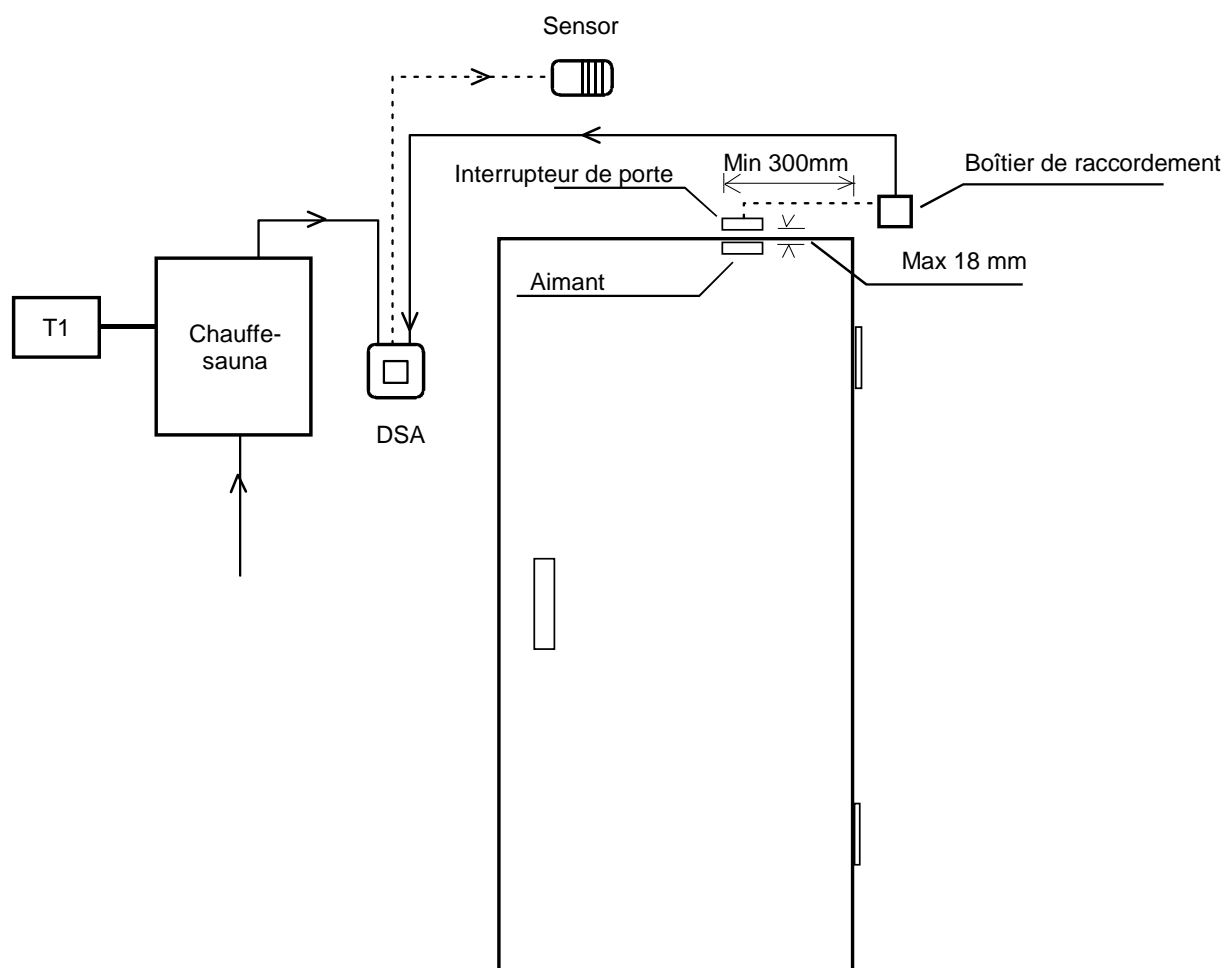 Sensor
Interrupteur de porte
Min 300mm
Boîtier de raccordement
Aimant
Max 18 mm
T1
Chauffe-
sauna
DSA